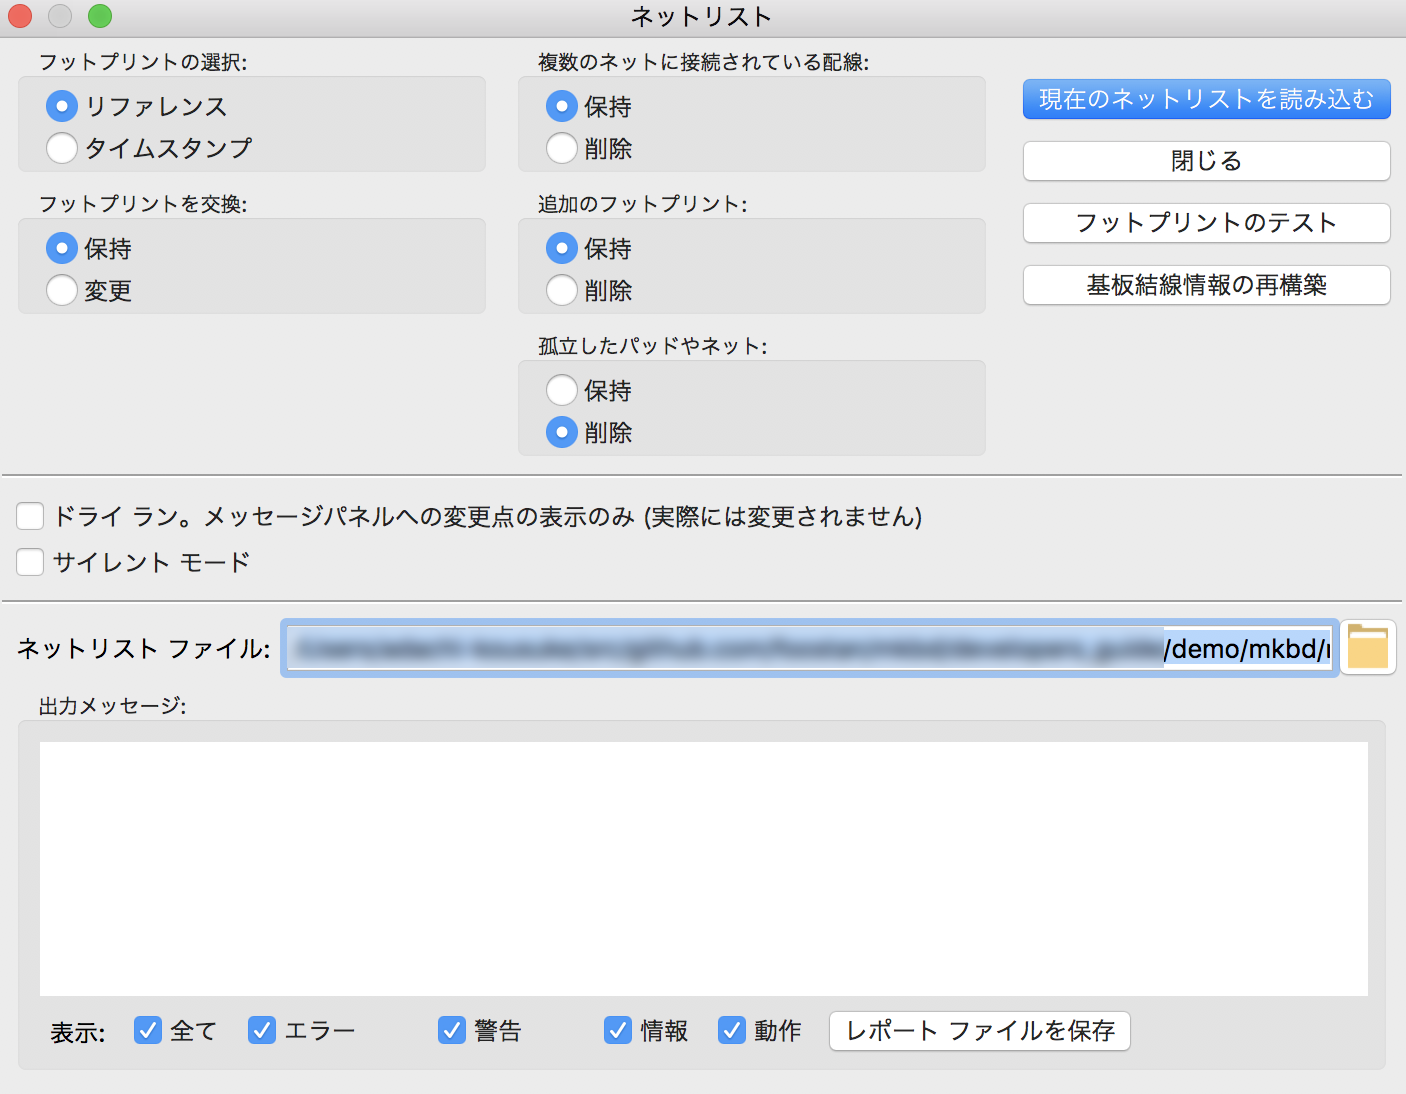 ネットリスト
フットプリントの選択:
リファレンス
タイムスタンプ
フットプリントを交換:
保持
変更
複数のネットに接続されている配線:
保持
削除
追加のフットプリント:
保持
削除
孤立したパッドやネット:
保持
削除
現在のネットリストを読み込む
閉じる
フットプリントのテスト
基板結線情報の再構築
ドライ ラン。メッセージパネルへの変更点の表示のみ (実際には変更されません)
サイレント モード
ネットリスト ファイル: /demo/mkbd/
出力メッセージ:
表示: 全て エラー 警告 情報 動作 レポート ファイルを保存